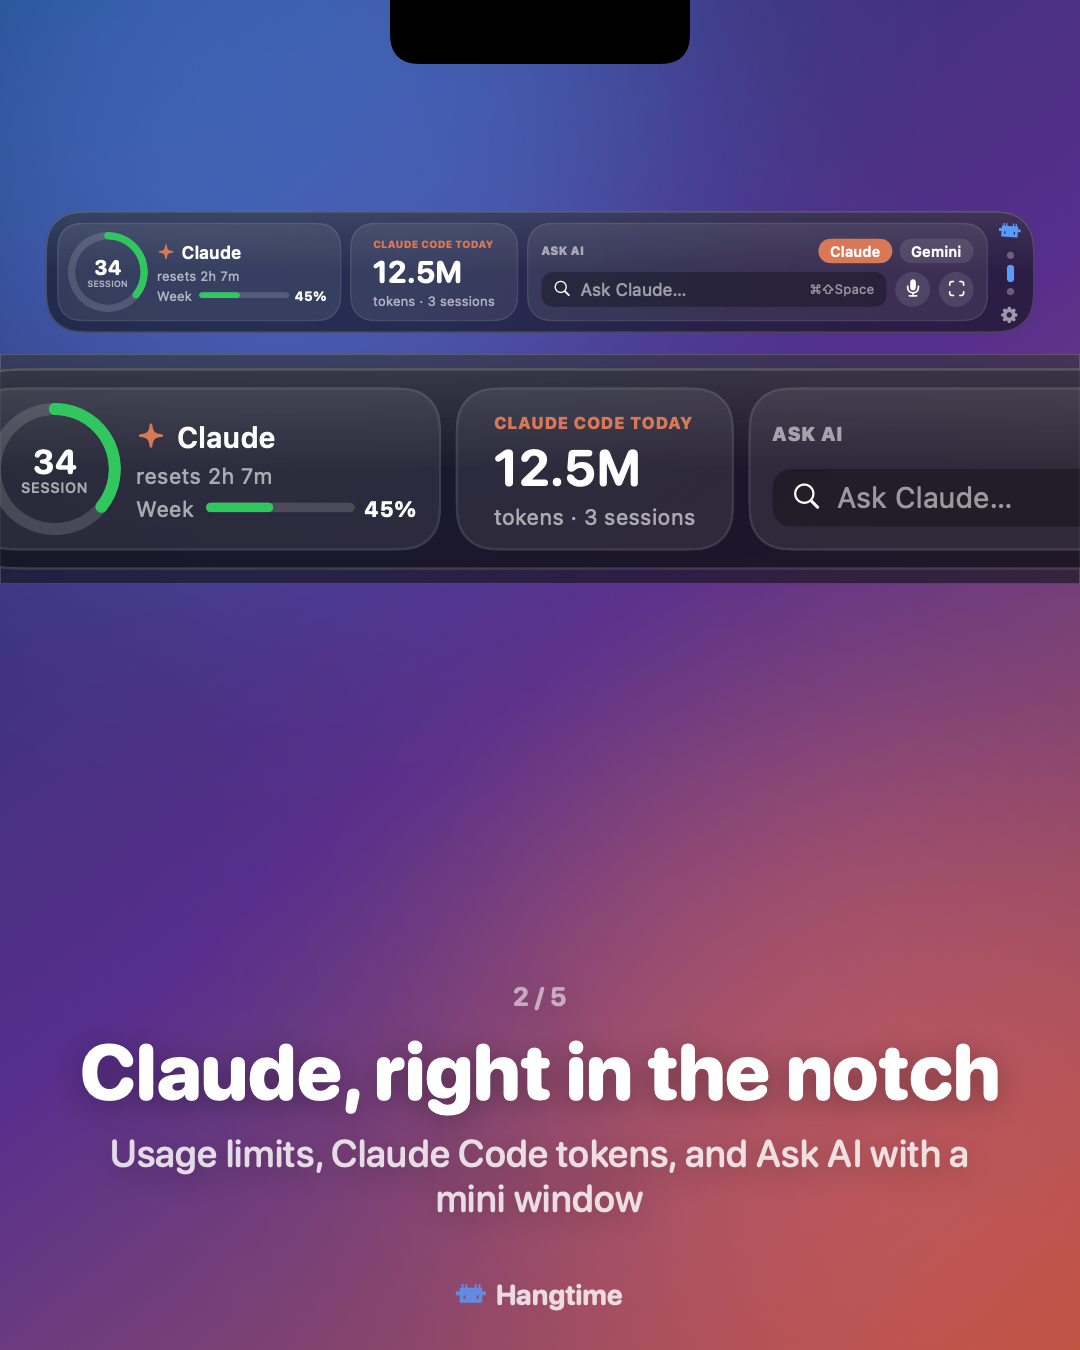 34
SESSION
Claude
resets 2h 7m
Week 45%
CLAUDE CODE TODAY
12.5M
tokens · 3 sessions
ASK AI
Claude
Gemini
Ask Claude...
⌘⇧Space
34
SESSION
Claude
resets 2h 7m
Week 45%
CLAUDE CODE TODAY
12.5M
tokens · 3 sessions
ASK AI
Ask Claude...
2 / 5
Claude, right in the notch
Usage limits, Claude Code tokens, and Ask AI with a
mini window
Hangtime